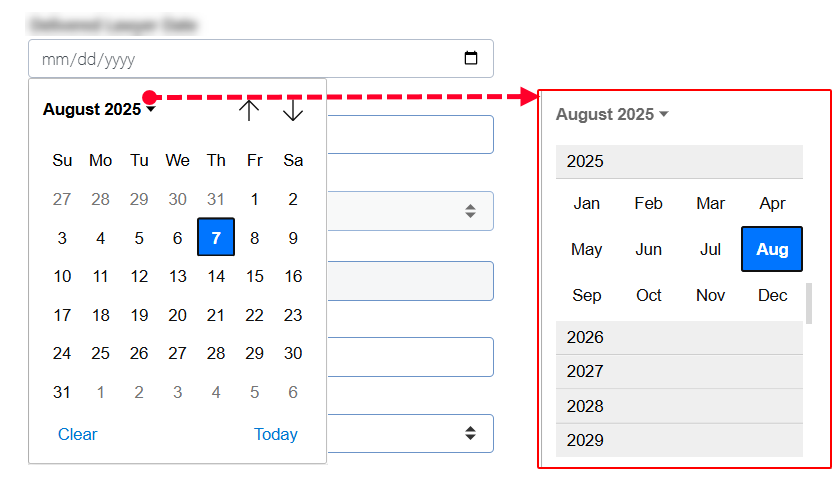 mm/dd/yyyy
August 2025
Su Mo Tu We Th Fr Sa
27 28 29 30 31 1 2
3 4 5 6 7 8 9
10 11 12 13 14 15 16
17 18 19 20 21 22 23
24 25 26 27 28 29 30
31 1 2 3 4 5 6
Clear Today
August 2025
2025
Jan Feb Mar Apr
May Jun Jul Aug
Sep Oct Nov Dec
2026
2027
2028
2029